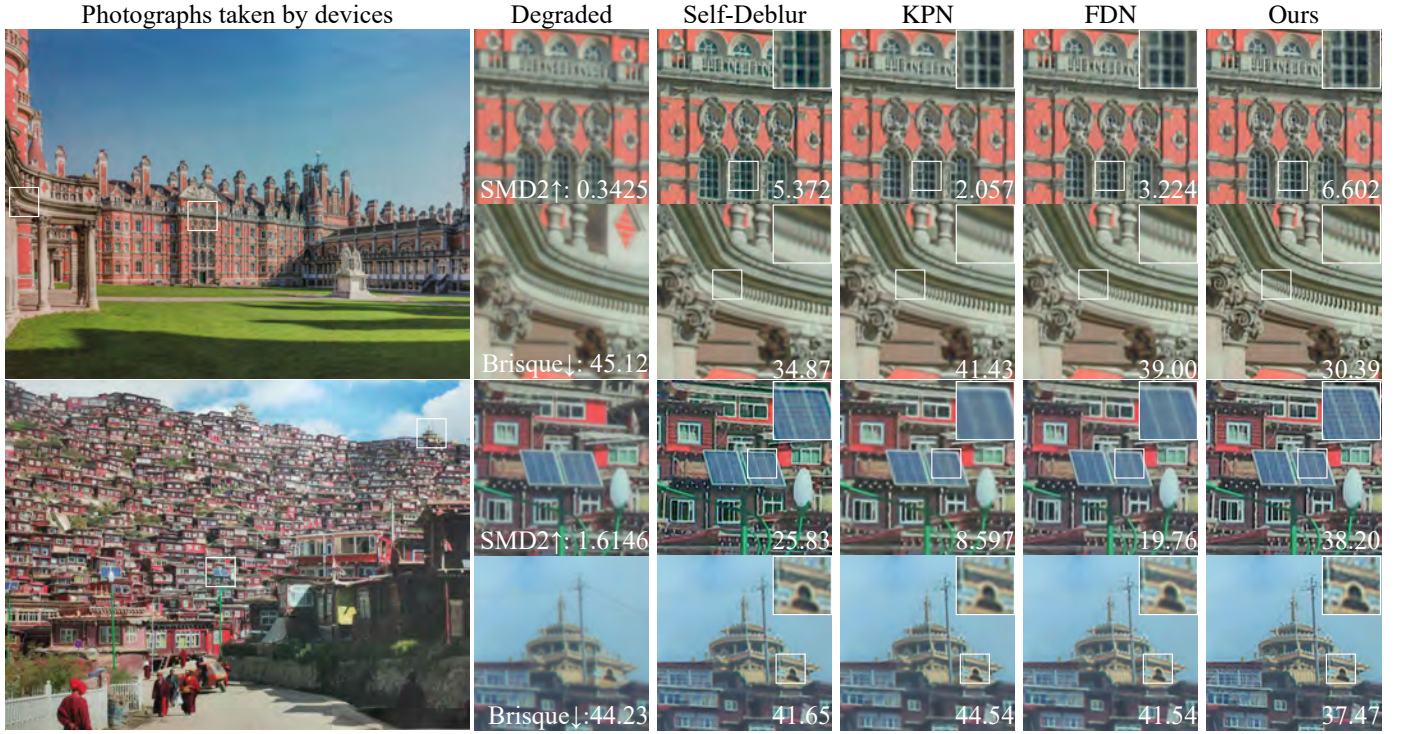 Photographs taken by devices Degraded Self-Deblur KPN FDN Ours
SMD2↑: 0.3425 5.372 2.057 3.224 6.602
Brisque↓: 45.12 34.87 41.43 39.00 30.39
SMD2↑: 1.6146 25.83 8.597 19.76 38.20
Brisque↓:44.23 41.65 44.54 41.54 37.47